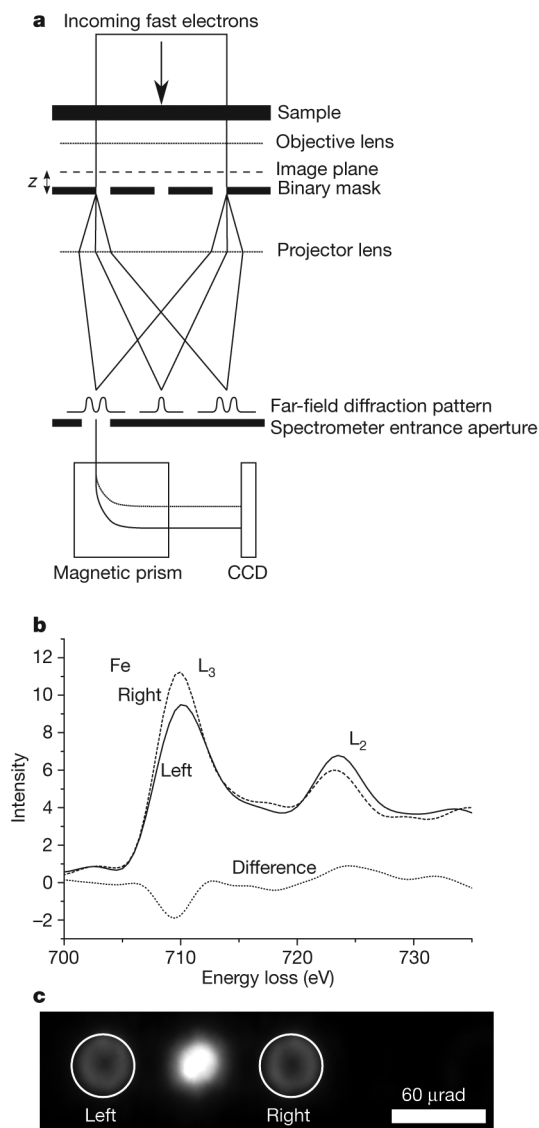 a
Incoming fast electrons
Sample
Objective lens
Image plane
z
Binary mask
Projector lens
Far-field diffraction pattern
Spectrometer entrance aperture
Magnetic prism
CCD
b
12
10
8
6
4
2
0
−2
Intensity
Fe
L3
Right
Left
L2
Difference
700
710
720
730
Energy loss (eV)
c
Left
Right
60 μrad